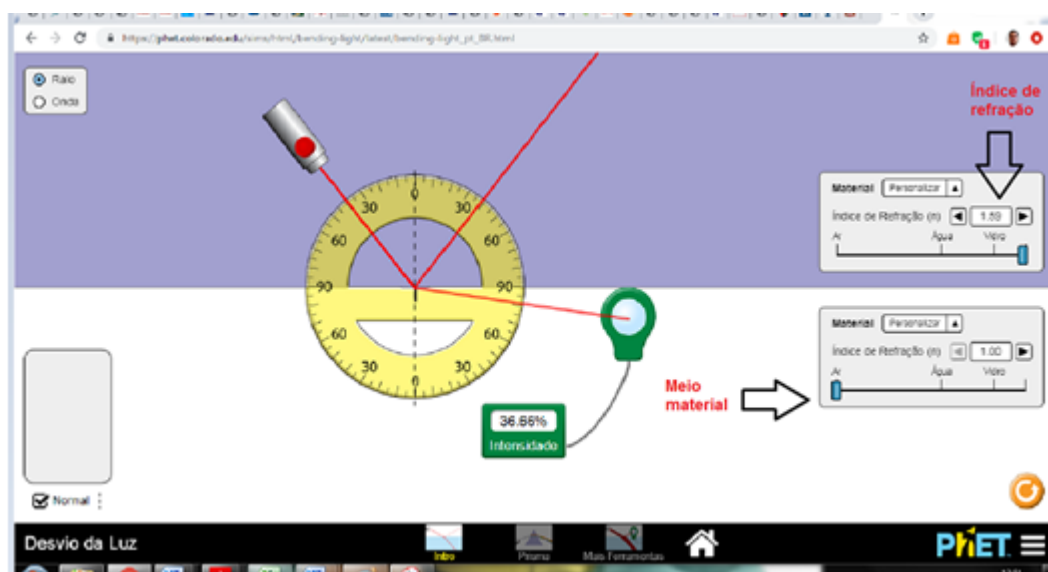 https://phet.colorado.edu/sims/html/bending-light/latest/bending-light_pt_BR.html
Raio
Onda
Índice de
refração
Material Personalizar
Índice de Refração (n) 1.59
Ar Água Vidro
0
30 30
60 60
90 90
60 60
30 30
0
Material Personalizar
Índice de Refração (n) 1.00
Ar Água Vidro
Meio
material
36.66%
Intensidade
Normal
Desvio da Luz
Intro
Prisma
Mais Ferramentas
PhET